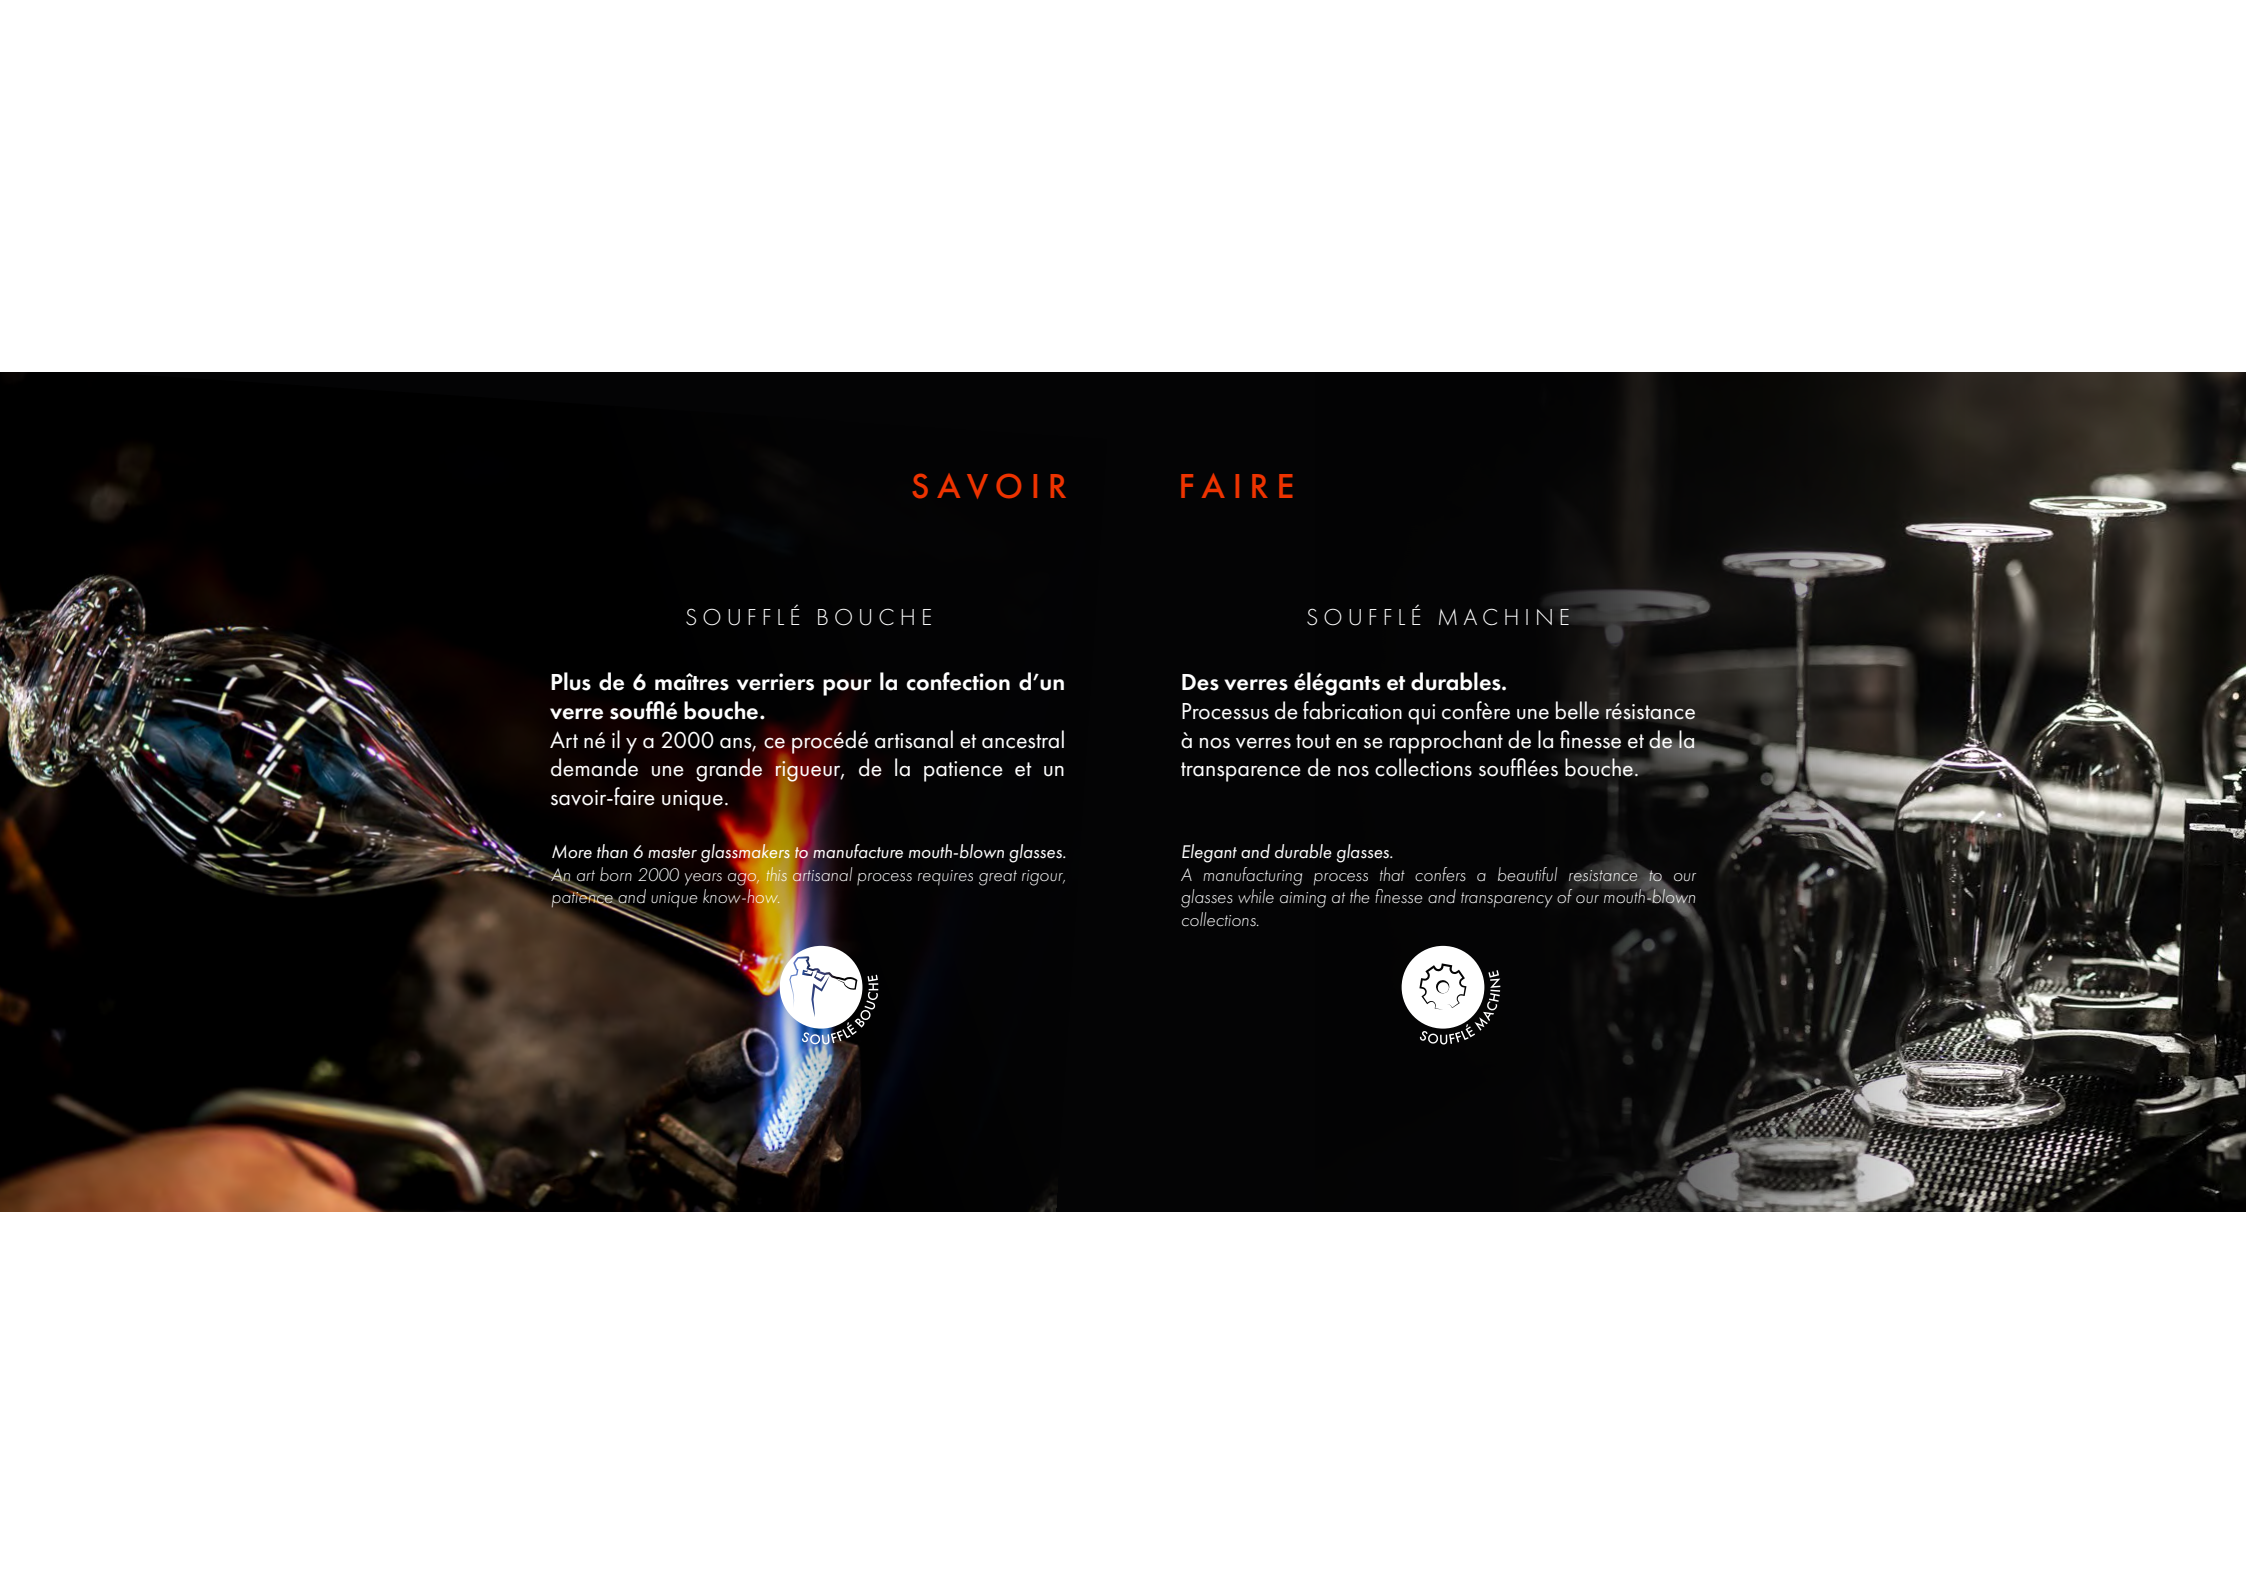 SAVOIR FAIRE
SOUFFLÉ BOUCHE
Plus de 6 maîtres verriers pour la confection d’un
verre soufflé bouche.
Art né il y a 2000 ans, ce procédé artisanal et ancestral
demande une grande rigueur, de la patience et un
savoir-faire unique.
More than 6 master glassmakers to manufacture mouth-blown glasses.
An art born 2000 years ago, this artisanal process requires great rigour,
patience and unique know-how.
SOUFFLÉ BOUCHE
SOUFFLÉ MACHINE
Des verres élégants et durables.
Processus de fabrication qui confère une belle résistance
à nos verres tout en se rapprochant de la finesse et de la
transparence de nos collections soufflées bouche.
Elegant and durable glasses.
A manufacturing process that confers a beautiful resistance to our
glasses while aiming at the finesse and transparency of our mouth-blown
collections.
SOUFFLÉ MACHINE